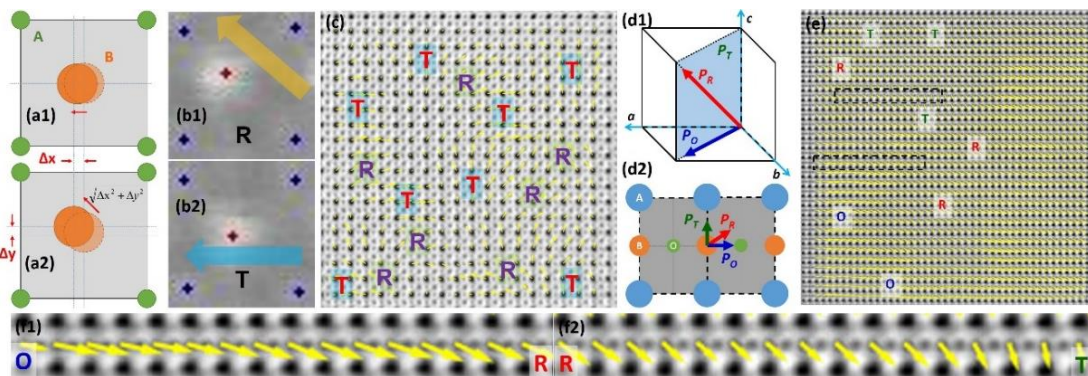 A
B
(a1)
Δx
√Δx² + Δy²
Δy
(a2)
(b1)
R
(b2)
T
(c)
T
T
R
T
T
R
R
T
T
R
T
R
R
T
(d1)
c
P_T
P_R
a
P_O
b
(d2)
A
P_T
P_R
B
O
P_O
(e)
T
T
R
T
R
R
O
O
(f1)
O
R
(f2)
R
T